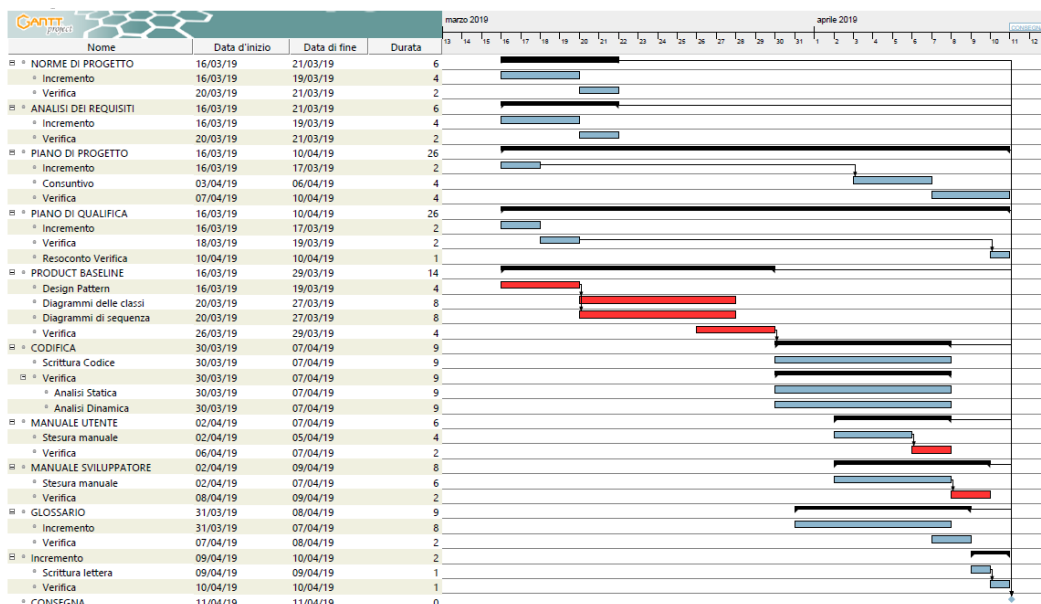 GANTT project
marzo 2019 aprile 2019
CONSEGN
Nome Data d'inizio Data di fine Durata 13 14 15 16 17 18 19 20 21 22 23 24 25 26 27 28 29 30 31 1 2 3 4 5 6 7 8 9 10 11 12
NORME DI PROGETTO 16/03/19 21/03/19 6
Incremento 16/03/19 19/03/19 4
Verifica 20/03/19 21/03/19 2
ANALISI DEI REQUISITI 16/03/19 21/03/19 6
Incremento 16/03/19 19/03/19 4
Verifica 20/03/19 21/03/19 2
PIANO DI PROGETTO 16/03/19 10/04/19 26
Incremento 16/03/19 17/03/19 2
Consuntivo 03/04/19 06/04/19 4
Verifica 07/04/19 10/04/19 4
PIANO DI QUALIFICA 16/03/19 10/04/19 26
Incremento 16/03/19 17/03/19 2
Verifica 18/03/19 19/03/19 2
Resoconto Verifica 10/04/19 10/04/19 1
PRODUCT BASELINE 16/03/19 29/03/19 14
Design Pattern 16/03/19 19/03/19 4
Diagrammi delle classi 20/03/19 27/03/19 8
Diagrammi di sequenza 20/03/19 27/03/19 8
Verifica 26/03/19 29/03/19 4
CODIFICA 30/03/19 07/04/19 9
Scrittura Codice 30/03/19 07/04/19 9
Verifica 30/03/19 07/04/19 9
Analisi Statica 30/03/19 07/04/19 9
Analisi Dinamica 30/03/19 07/04/19 9
MANUALE UTENTE 02/04/19 07/04/19 6
Stesura manuale 02/04/19 05/04/19 4
Verifica 06/04/19 07/04/19 2
MANUALE SVILUPPATORE 02/04/19 09/04/19 8
Stesura manuale 02/04/19 07/04/19 6
Verifica 08/04/19 09/04/19 2
GLOSSARIO 31/03/19 08/04/19 9
Incremento 31/03/19 07/04/19 8
Verifica 07/04/19 08/04/19 2
Incremento 09/04/19 10/04/19 2
Scrittura lettera 09/04/19 09/04/19 1
Verifica 10/04/19 10/04/19 1
CONSEGNA 11/04/19 11/04/19 0